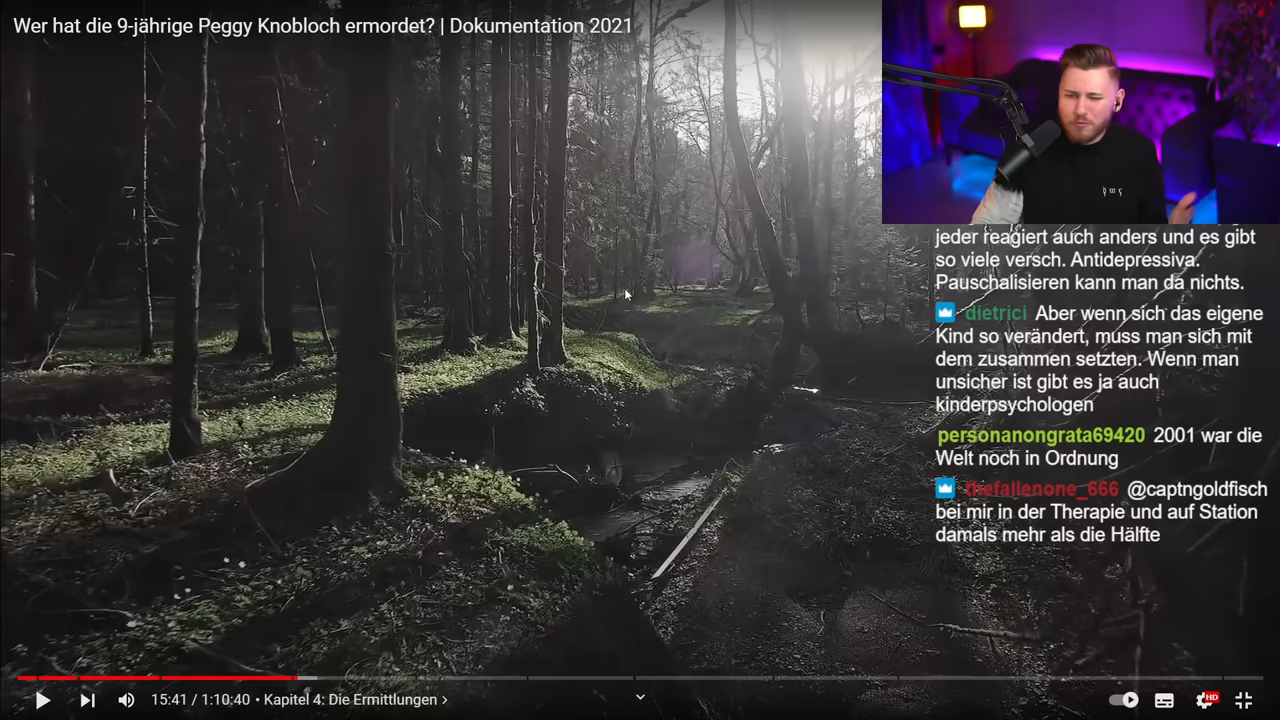 Wer hat die 9-jährige Peggy Knobloch ermordet? | Dokumentation 2021
jeder reagiert auch anders und es gibt
so viele versch. Antidepressiva.
Pauschalisieren kann man da nichts.
dietrici Aber wenn sich das eigene
Kind so verändert, muss man sich mit
dem zusammen setzten. Wenn man
unsicher ist gibt es ja auch
kinderpsychologen
personanongrata69420 2001 war die
Welt noch in Ordnung
thefallenone_666 @captngoldfisch
bei mir in der Therapie und auf Station
damals mehr als die Hälfte
15:41 / 1:10:40 • Kapitel 4: Die Ermittlungen >
HD